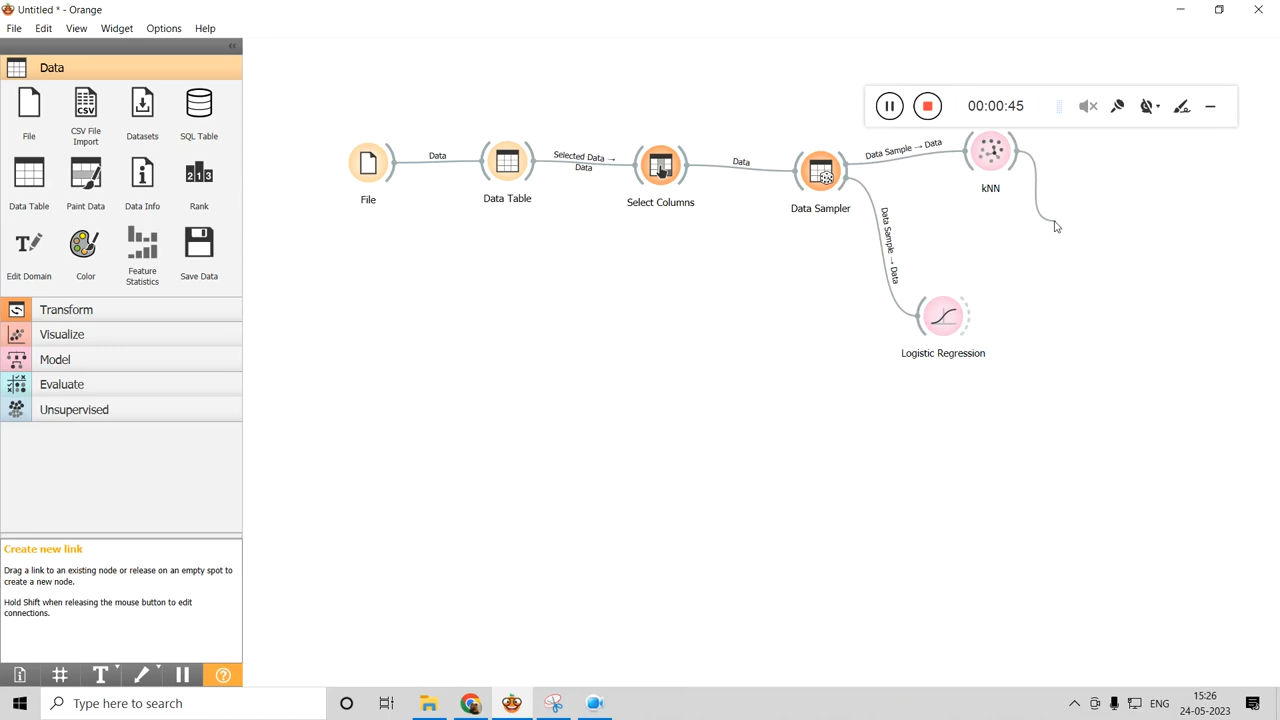 Untitled * - Orange
File Edit View Widget Options Help
Data
File
CSV File
Import
Datasets
SQL Table
Data Table
Paint Data
Data Info
Rank
Edit Domain
Color
Feature
Statistics
Save Data
Transform
Visualize
Model
Evaluate
Unsupervised
00:00:45
File
Data
Data Table
Selected Data →
Data
Select Columns
Data
Data Sampler
Data Sample → Data
kNN
Data Sample → Data
Logistic Regression
Create new link
Drag a link to an existing node or release on an empty spot to
create a new node.
Hold Shift when releasing the mouse button to edit
connections.
Type here to search
ENG
15:26
24-05-2023